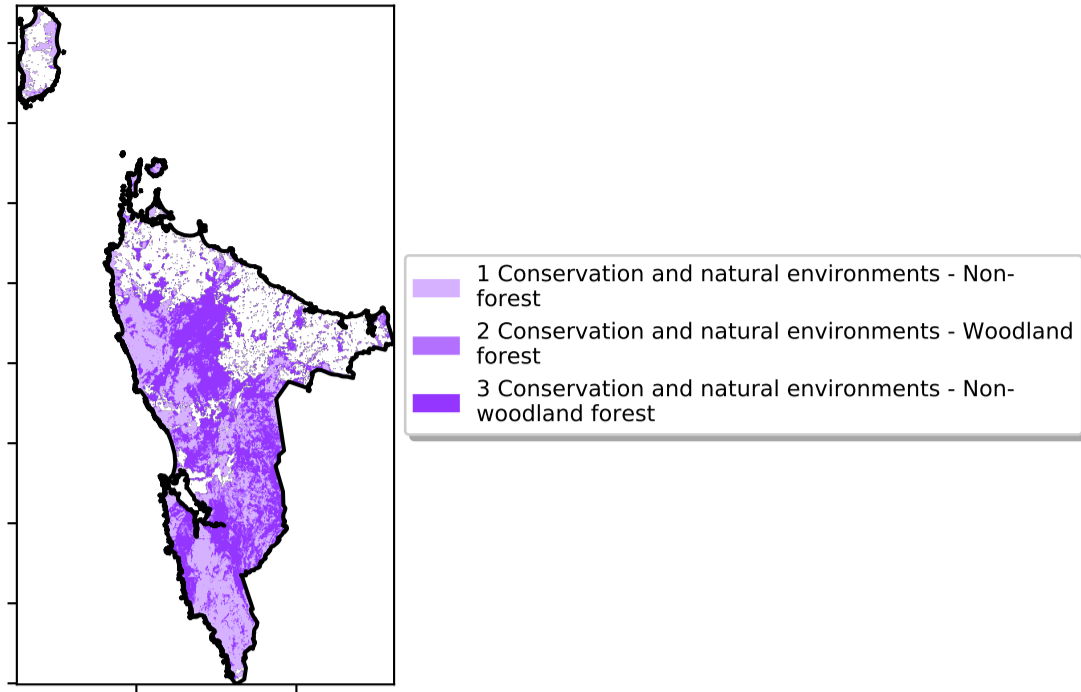 1 Conservation and natural environments - Non-
forest
2 Conservation and natural environments - Woodland
forest
3 Conservation and natural environments - Non-
woodland forest